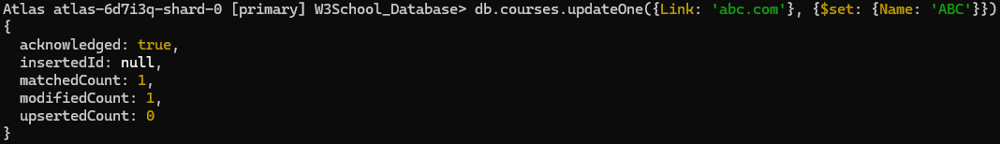 Atlas atlas-6d7i3q-shard-0 [primary] W3School_Database> db.courses.updateOne({Link: 'abc.com'}, {$set: {Name: 'ABC'}})
{
  acknowledged: true,
  insertedId: null,
  matchedCount: 1,
  modifiedCount: 1,
  upsertedCount: 0
}